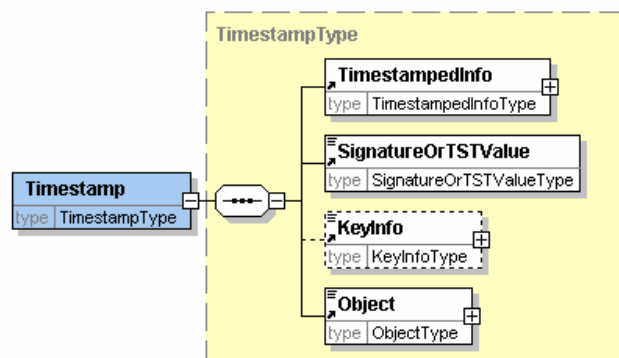 TimestampType
TimestampedInfo
type TimestampedInfoType
SignatureOrTSTValue
type SignatureOrTSTValueType
Timestamp
type TimestampType
KeyInfo
type KeyInfoType
Object
type ObjectType